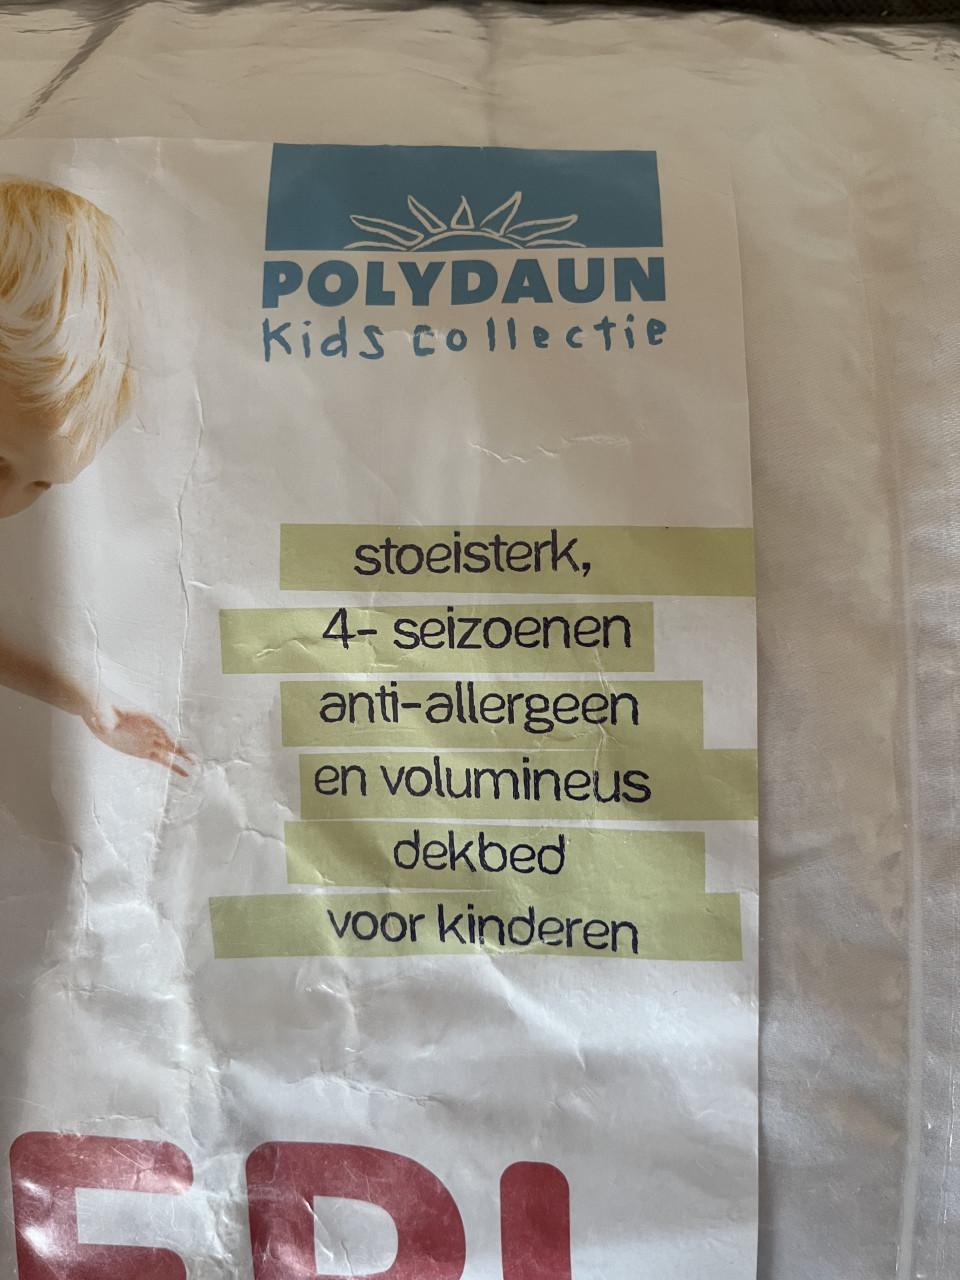 POLYDAUN
Kids collectie
stoeisterk,
4- seizoenen
anti-allergeen
en volumineus
dekbed
voor kinderen